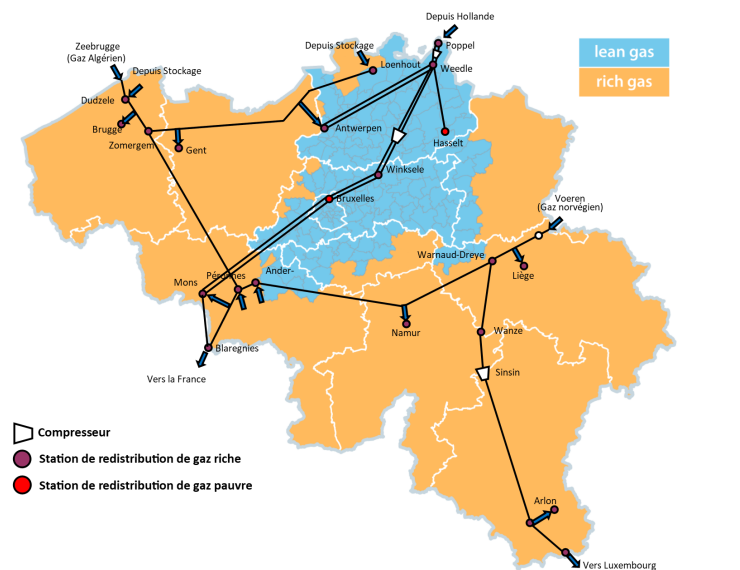 Depuis Hollande
Poppel
Zeebrugge
(Gaz Algérien)
Depuis Stockage
Loenhout
Weedle
lean gas
rich gas
Depuis Stockage
Dudzele
Brugge
Zomergem
Gent
Antwerpen
Hasselt
Winksele
Bruxelles
Voeren
(Gaz norvégien)
Warnaud-Dreye
Liège
Mons
Ander-
Namur
Wanze
Blaregnies
Sinsin
Vers la France
Compresseur
Station de redistribution de gaz riche
Station de redistribution de gaz pauvre
Arlon
Vers Luxembourg